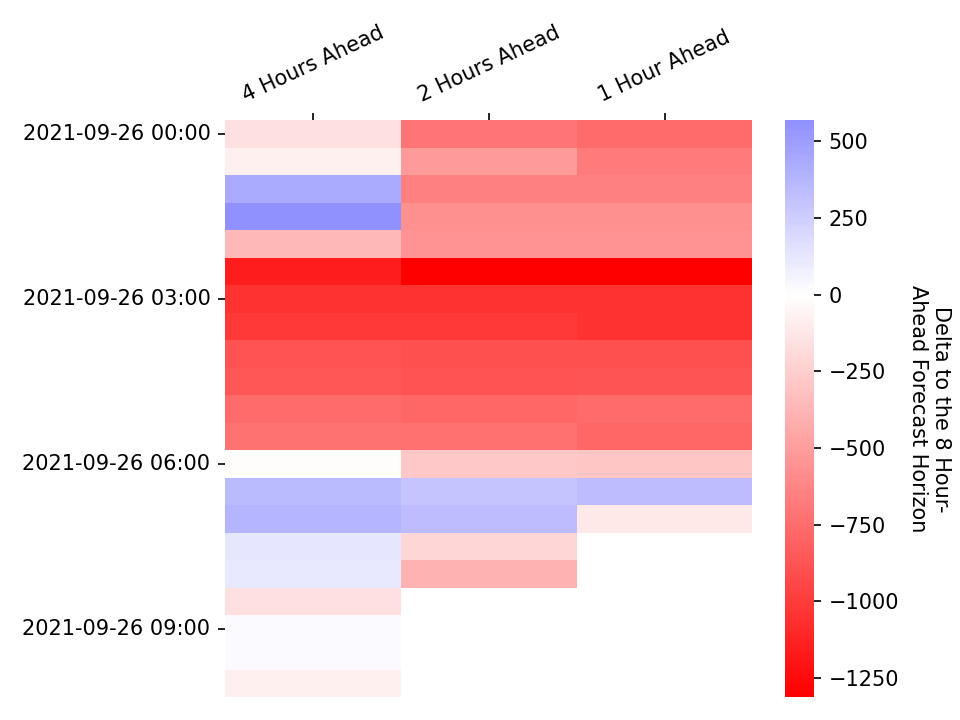 4 Hours Ahead
2 Hours Ahead
1 Hour Ahead
2021-09-26 00:00
2021-09-26 03:00
2021-09-26 06:00
2021-09-26 09:00
500
250
0
−250
−500
−750
−1000
−1250
Delta to the 8 Hour-
Ahead Forecast Horizon